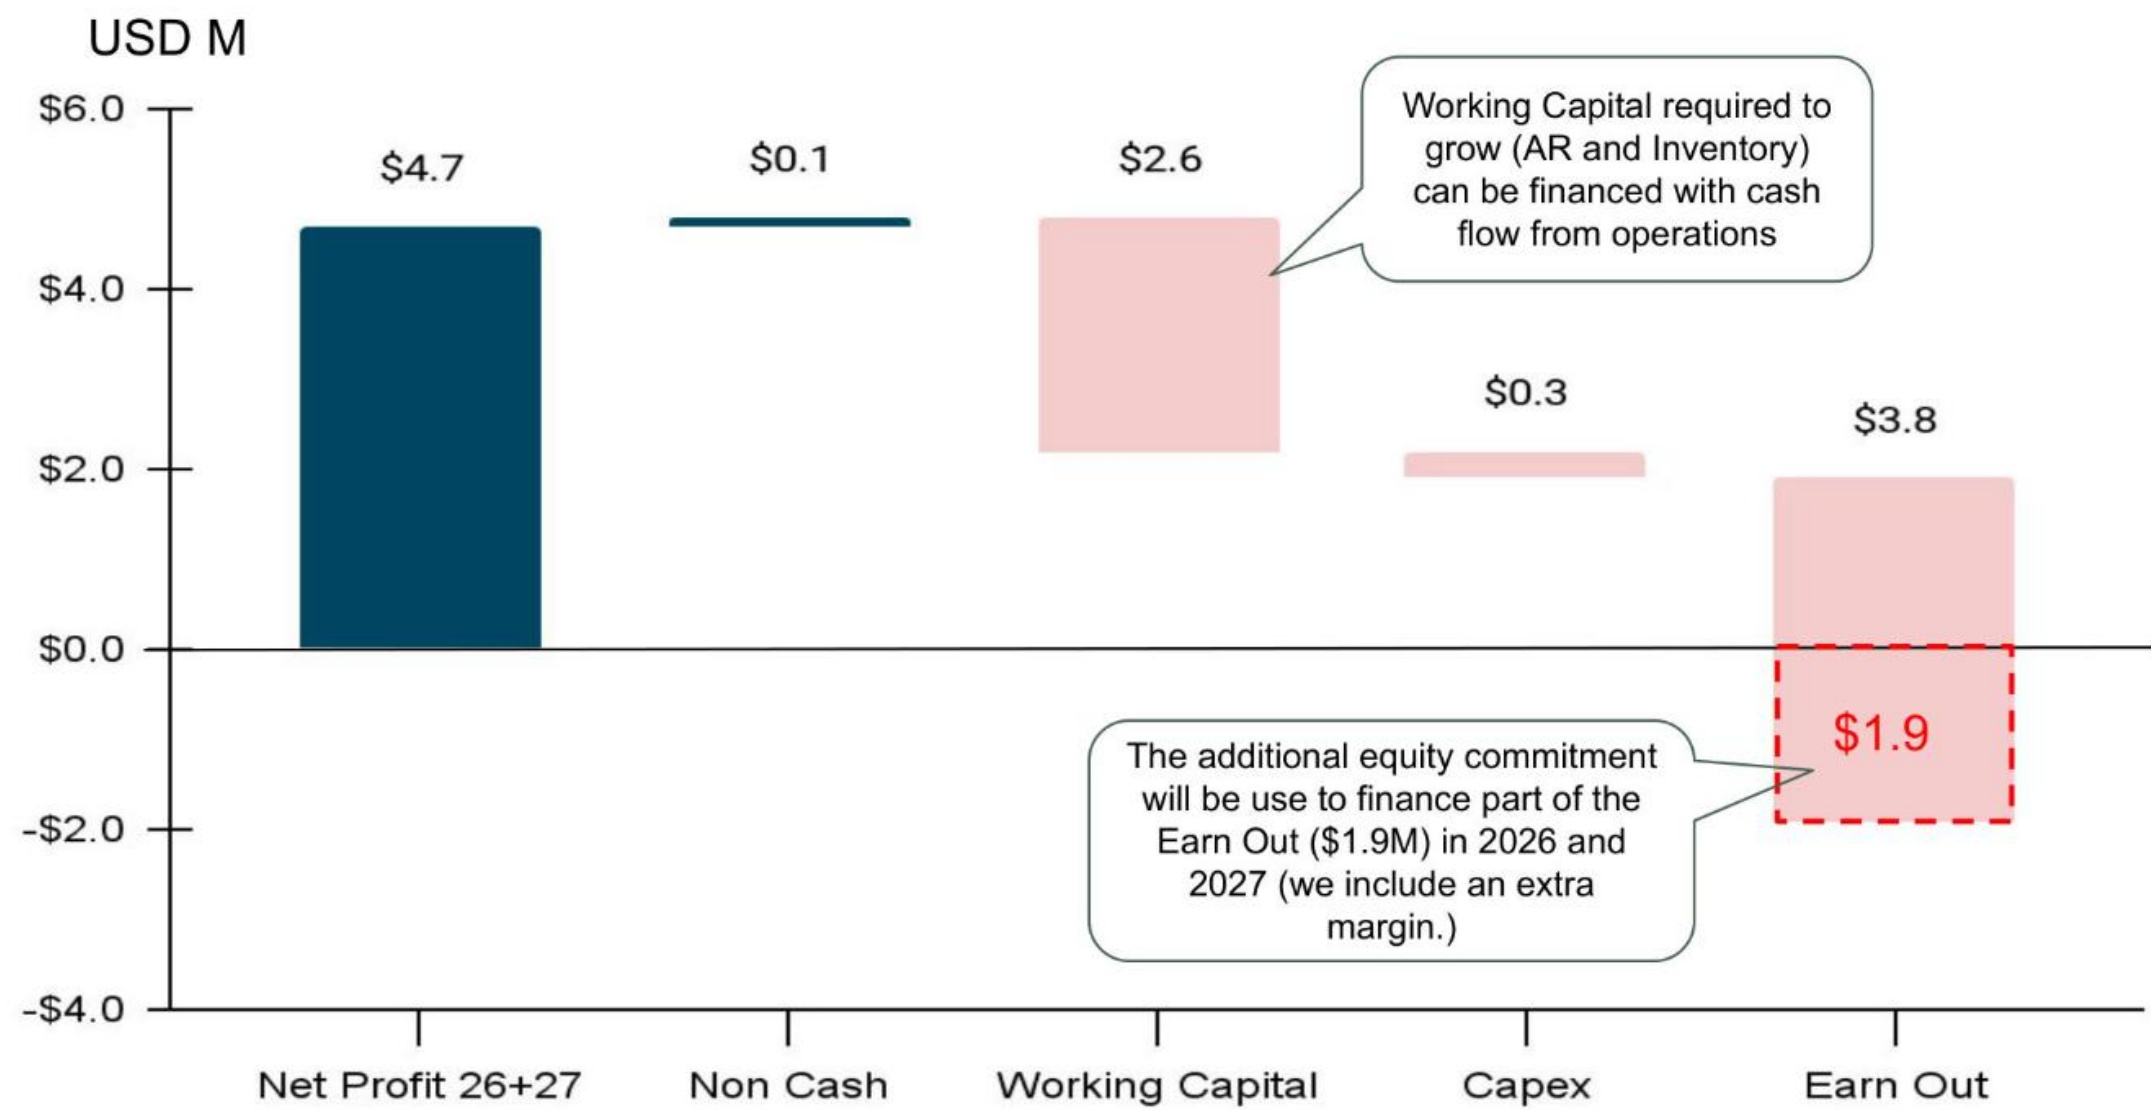 USD M
$6.0
$4.0
$2.0
$0.0
-$2.0
-$4.0
$4.7
$0.1
$2.6
$0.3
$3.8
$1.9
Working Capital required to
grow (AR and Inventory)
can be financed with cash
flow from operations
The additional equity commitment
will be use to finance part of the
Earn Out ($1.9M) in 2026 and
2027 (we include an extra
margin.)
Net Profit 26+27
Non Cash
Working Capital
Capex
Earn Out